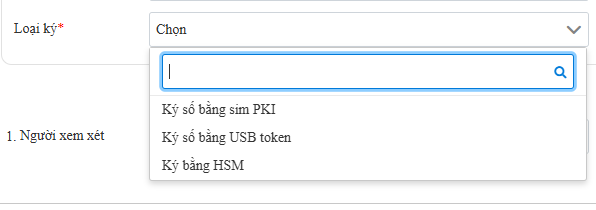 Loại ký*
Chọn
Ký số bằng sim PKI
Ký số bằng USB token
Ký bằng HSM
1. Người xem xét